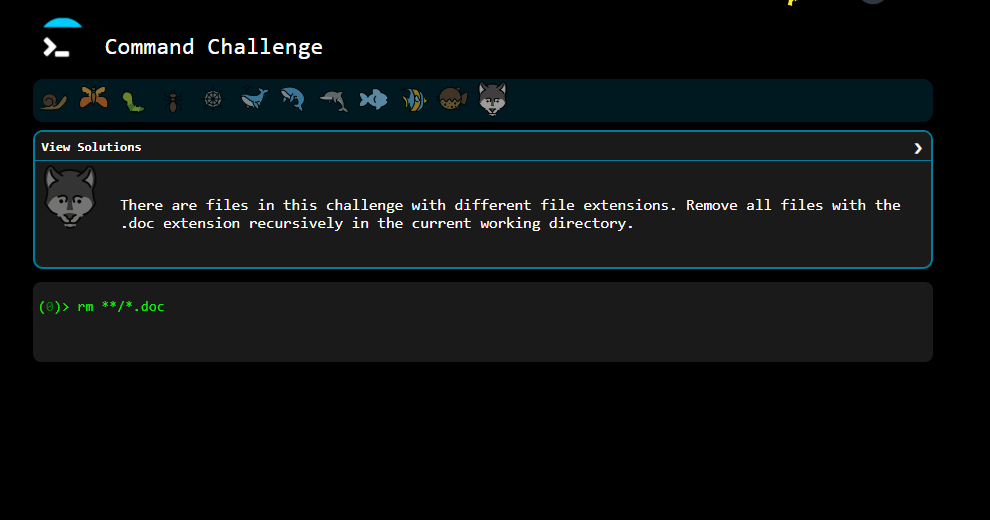 Command Challenge
View Solutions
There are files in this challenge with different file extensions. Remove all files with the
.doc extension recursively in the current working directory.
(0)> rm **/*.doc